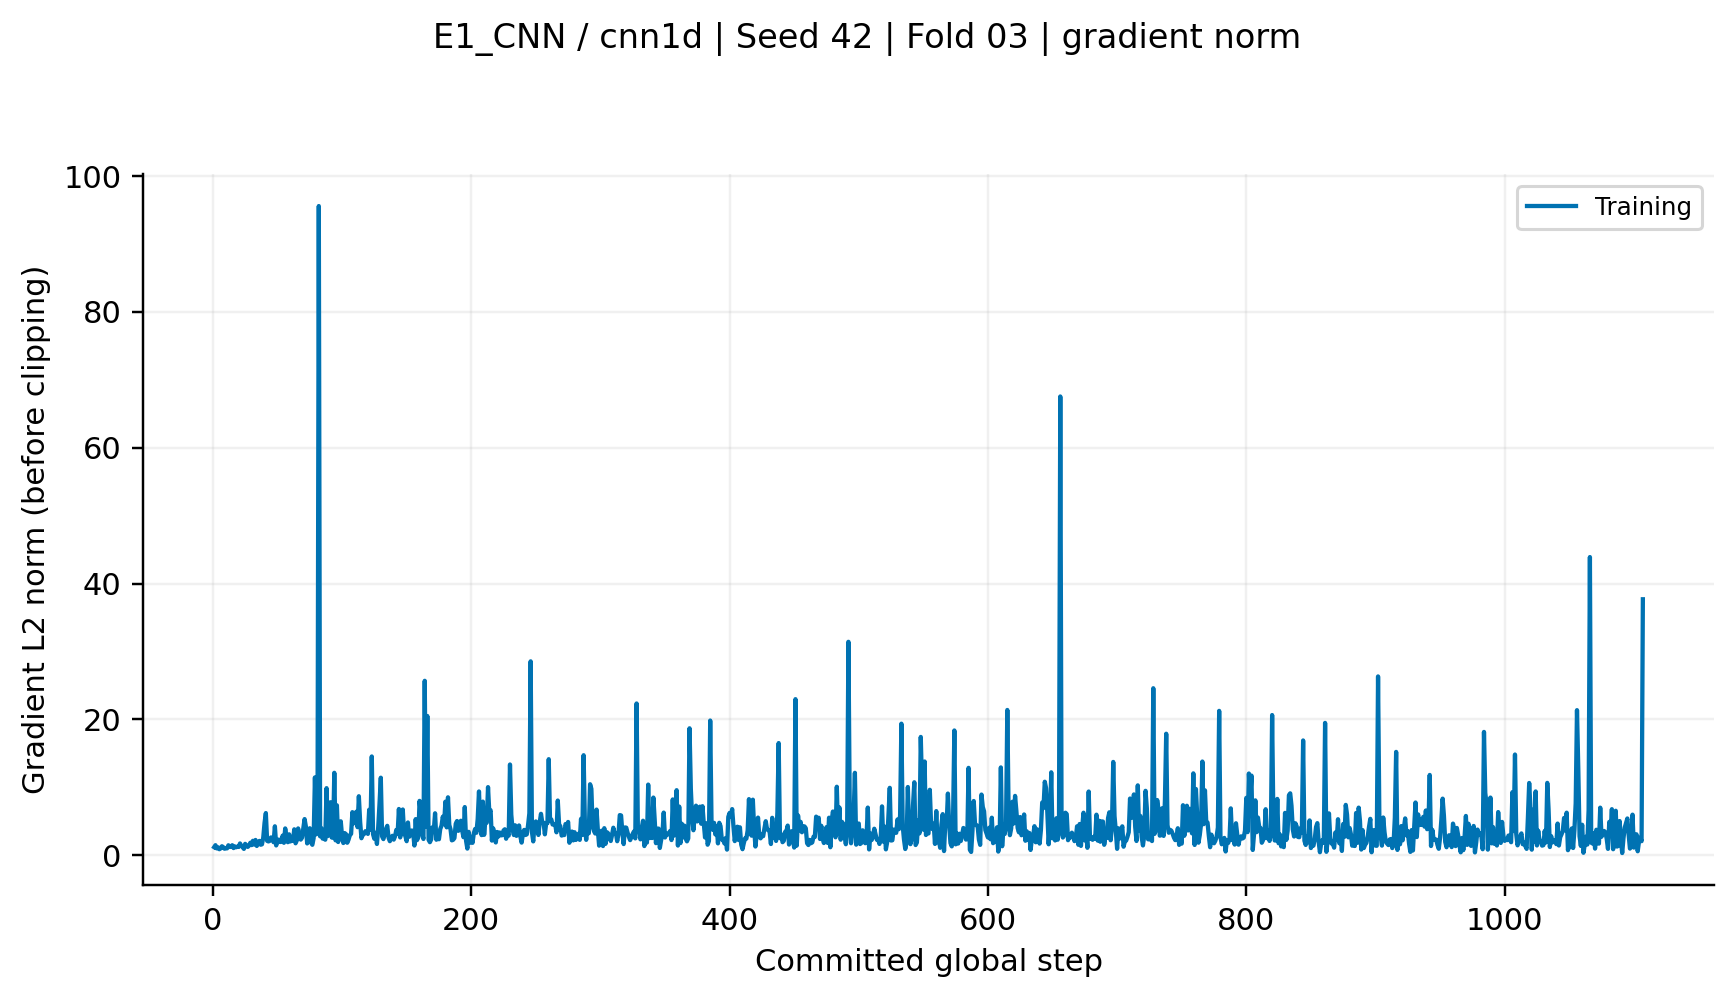 E1_CNN / cnn1d | Seed 42 | Fold 03 | gradient norm
Training
Gradient L2 norm (before clipping)
100
80
60
40
20
0
0 200 400 600 800 1000
Committed global step